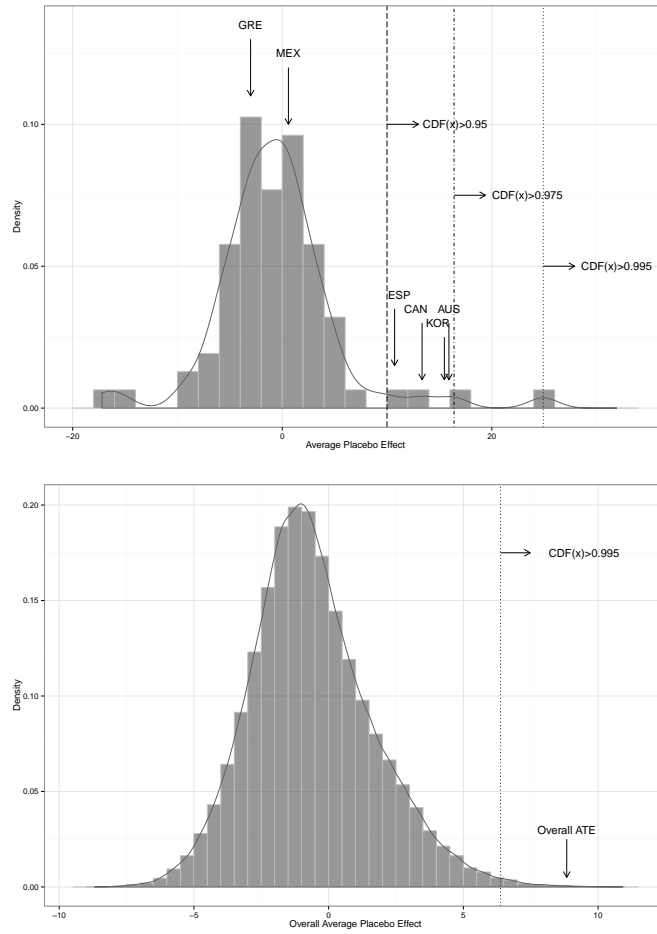 GRE
MEX
0.10
CDF(x)>0.95
CDF(x)>0.975
Density
0.05
CDF(x)>0.995
ESP
CAN AUS
KOR
0.00
-20 0 20
Average Placebo Effect
0.20
CDF(x)>0.995
0.15
Density
0.10
0.05
Overall ATE
0.00
-10 -5 0 5 10
Overall Average Placebo Effect